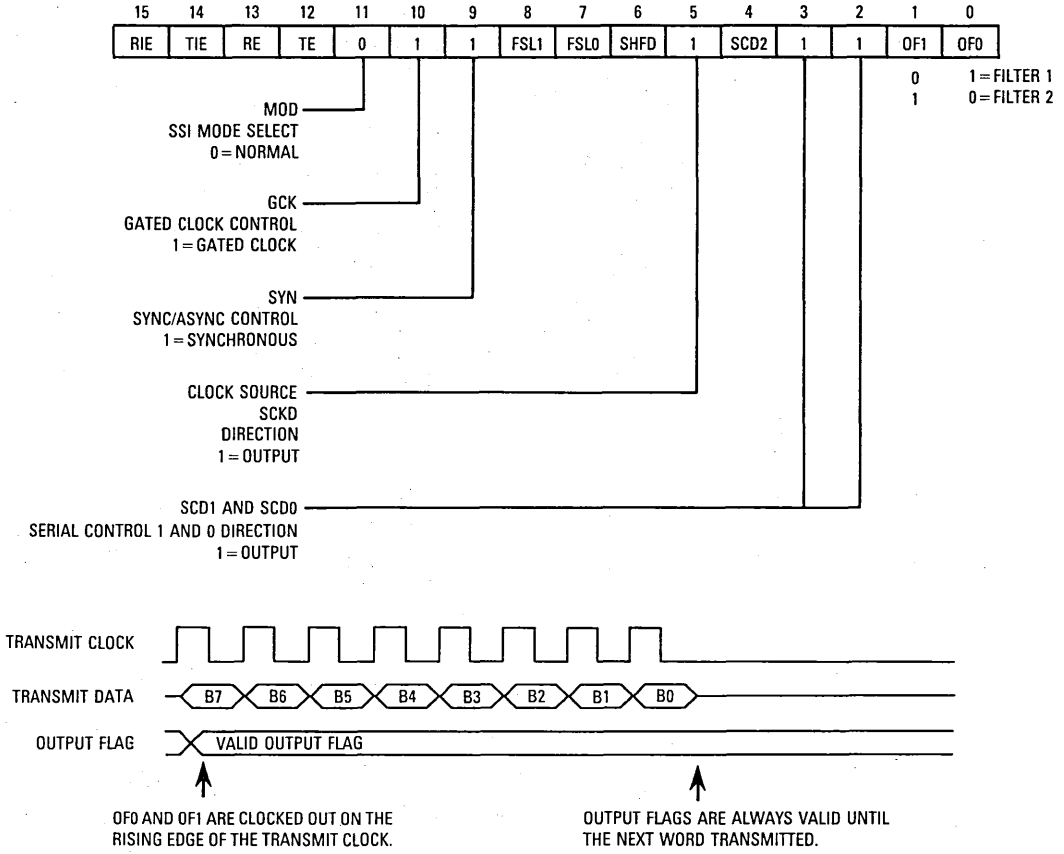 15 14 13 12 11 10 9 8 7 6 5 4 3 2 1 0
RIE TIE RE TE 0 1 1 FSL1 FSL0 SHFD 1 SCD2 1 1 OF1 OF0
0 1=FILTER 1
1 0=FILTER 2
MOD
SSI MODE SELECT
0=NORMAL
GCK
GATED CLOCK CONTROL
1=GATED CLOCK
SYN
SYNC/ASYNC CONTROL
1=SYNCHRONOUS
CLOCK SOURCE
SCKD
DIRECTION
1=OUTPUT
SCD1 AND SCD0
SERIAL CONTROL 1 AND 0 DIRECTION
1=OUTPUT
TRANSMIT CLOCK
TRANSMIT DATA B7 B6 B5 B4 B3 B2 B1 B0
OUTPUT FLAG VALID OUTPUT FLAG
OF0 AND OF1 ARE CLOCKED OUT ON THE
RISING EDGE OF THE TRANSMIT CLOCK.
OUTPUT FLAGS ARE ALWAYS VALID UNTIL
THE NEXT WORD TRANSMITTED.